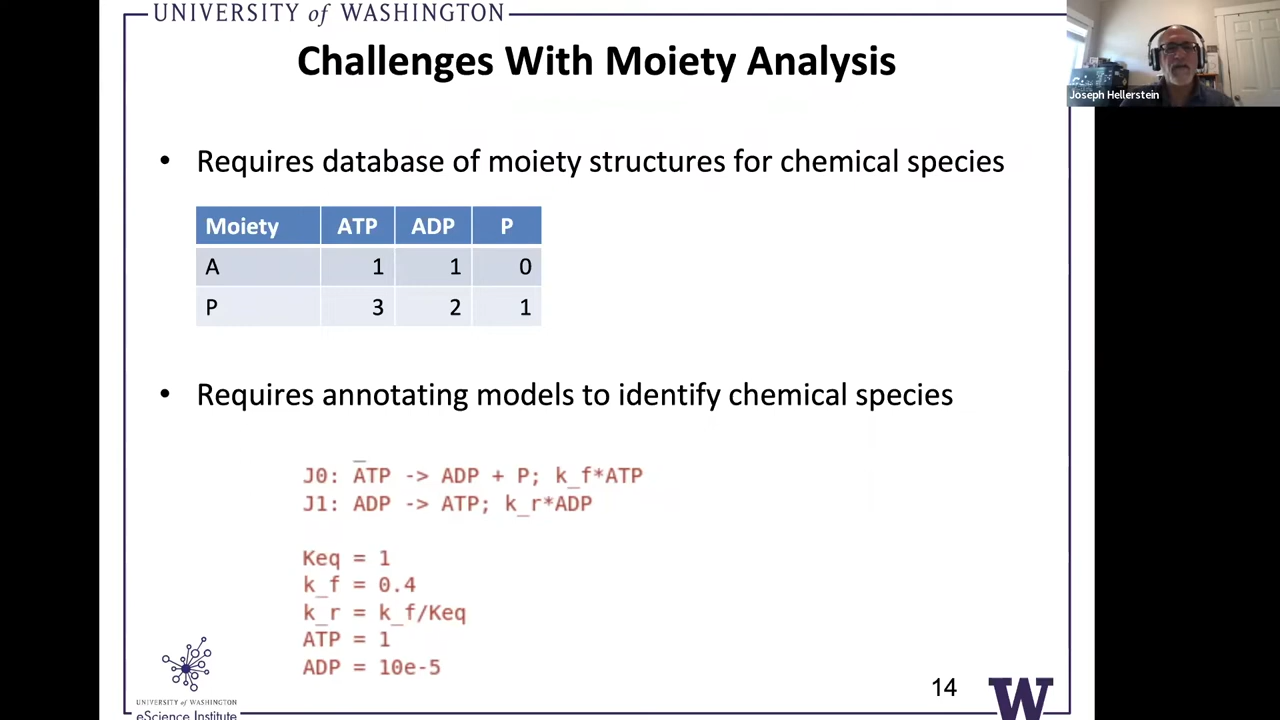 UNIVERSITY of WASHINGTON
Challenges With Moiety Analysis
Joseph Hellerstein
• Requires database of moiety structures for chemical species
Moiety ATP ADP P
A 1 1 0
P 3 2 1
• Requires annotating models to identify chemical species
J0: ATP -> ADP + P; k_f*ATP
J1: ADP -> ATP; k_r*ADP
Keq = 1
k_f = 0.4
k_r = k_f/Keq
ATP = 1
ADP = 10e-5
14
W
UNIVERSITY of WASHINGTON
eScience Institute